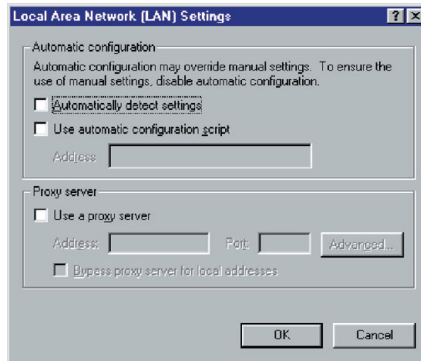 Local Area Network (LAN) Settings
Automatic configuration
Automatic configuration may override manual settings. To ensure the
use of manual settings, disable automatic configuration.
Automatically detect settings
Use automatic configuration script
Address
Proxy server
Use a proxy server
Address: Port: Advanced...
Bypass proxy server for local addresses
OK Cancel